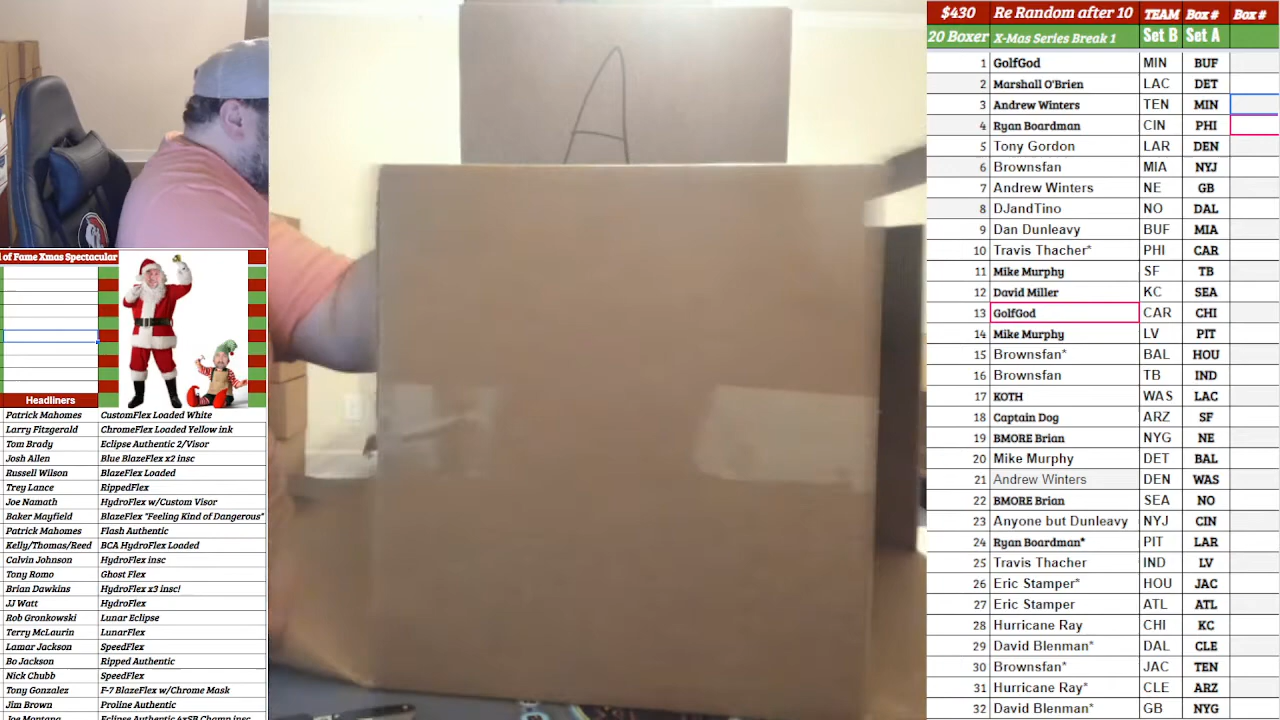 $430 Re Random after 10 TEAM Box # Box #
20 Boxer X-Mas Series Break 1 Set B Set A
1 GolfGod MIN BUF
2 Marshall O'Brien LAC DET
3 Andrew Winters TEN MIN
4 Ryan Boardman CIN PHI
5 Tony Gordon LAR DEN
6 Brownsfan MIA NYJ
7 Andrew Winters NE GB
8 DJandTino NO DAL
9 Dan Dunleavy BUF MIA
10 Travis Thacher* PHI CAR
11 Mike Murphy SF TB
12 David Miller KC SEA
13 GolfGod CAR CHI
14 Mike Murphy LV PIT
15 Brownsfan* BAL HOU
16 Brownsfan TB IND
17 KOTH WAS LAC
18 Captain Dog ARZ SF
19 BMORE Brian NYG NE
20 Mike Murphy DET BAL
21 Andrew Winters DEN WAS
22 BMORE Brian SEA NO
23 Anyone but Dunleavy NYJ CIN
24 Ryan Boardman* PIT LAR
25 Travis Thacher IND LV
26 Eric Stamper* HOU JAC
27 Eric Stamper ATL ATL
28 Hurricane Ray CHI KC
29 David Blenman* DAL CLE
30 Brownsfan* JAC TEN
31 Hurricane Ray* CLE ARZ
32 David Blenman* GB NYG
A
of Fame Xmas Spectacular
Headliners
Patrick Mahomes CustomFlex Loaded White
Larry Fitzgerald ChromeFlex Loaded Yellow ink
Tom Brady Eclipse Authentic 2/Visor
Josh Allen Blue BlazeFlex x2 insc
Russell Wilson BlazeFlex Loaded
Trey Lance RippedFlex
Joe Namath HydroFlex w/Custom Visor
Baker Mayfield BlazeFlex "Feeling Kind of Dangerous"
Patrick Mahomes Flash Authentic
Kelly/Thomas/Reed BCA HydroFlex Loaded
Calvin Johnson HydroFlex insc
Tony Romo Ghost Flex
Brian Dawkins HydroFlex x3 insc!
JJ Watt HydroFlex
Rob Gronkowski Lunar Eclipse
Terry McLaurin LunarFlex
Lamar Jackson SpeedFlex
Bo Jackson Ripped Authentic
Nick Chubb SpeedFlex
Tony Gonzalez F-7 BlazeFlex w/Chrome Mask
Jim Brown Proline Authentic
Joe Montana Eclipse Authentic 4xSB Champ insc